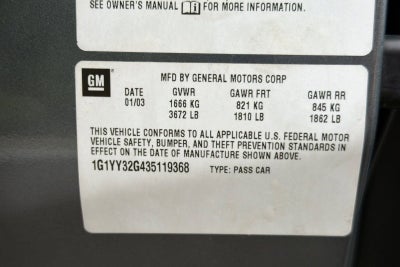 SEE OWNER'S MANUAL FOR MORE INFORMATION.
GM
MFD BY GENERAL MOTORS CORP
DATE GVWR GAWR FRT GAWR RR
01/03 1666 KG 821 KG 845 KG
3672 LB 1810 LB 1862 LB
THIS VEHICLE CONFORMS TO ALL APPLICABLE U.S. FEDERAL MOTOR
VEHICLE SAFETY, BUMPER, AND THEFT PREVENTION STANDARDS IN
EFFECT ON THE DATE OF MANUFACTURE SHOWN ABOVE.
1G1YY32G435119368 TYPE: PASS CAR